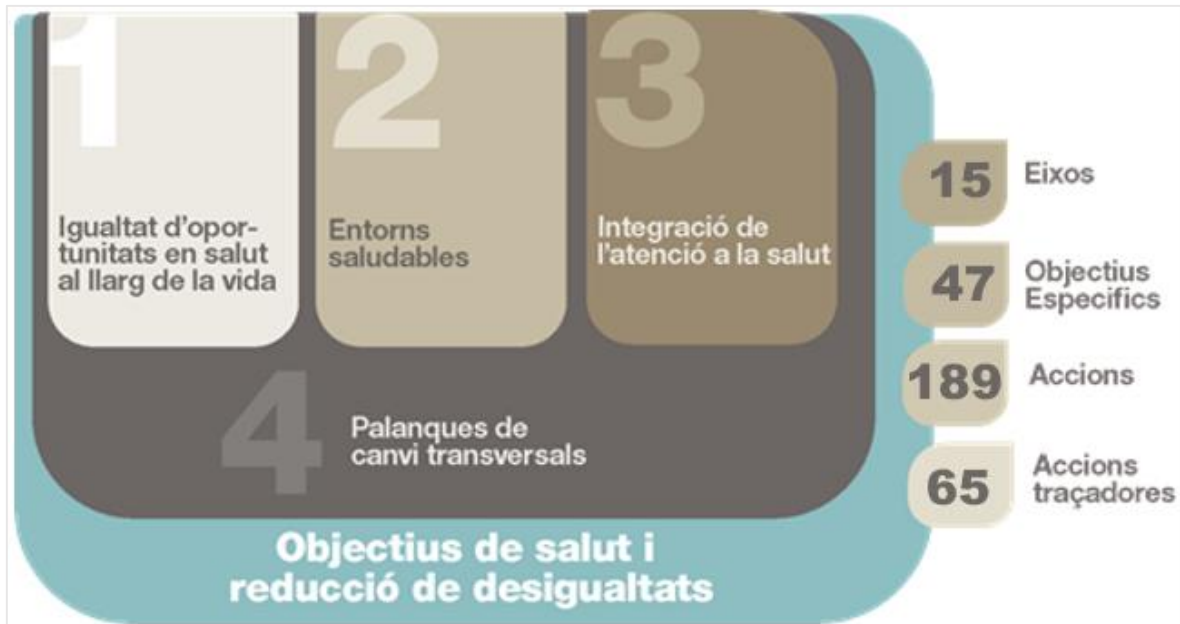 1
Igualtat d'opor-
tunitats en salut
al llarg de la vida
2
Entorns
saludables
3
Integració de
l'atenció a la salut
4
Palanques de
canvi transversals
Objectius de salut i
reducció de desigualtats
15
Eixos
47
Objectius
Especifics
189
Accions
65
Accions
traçadores